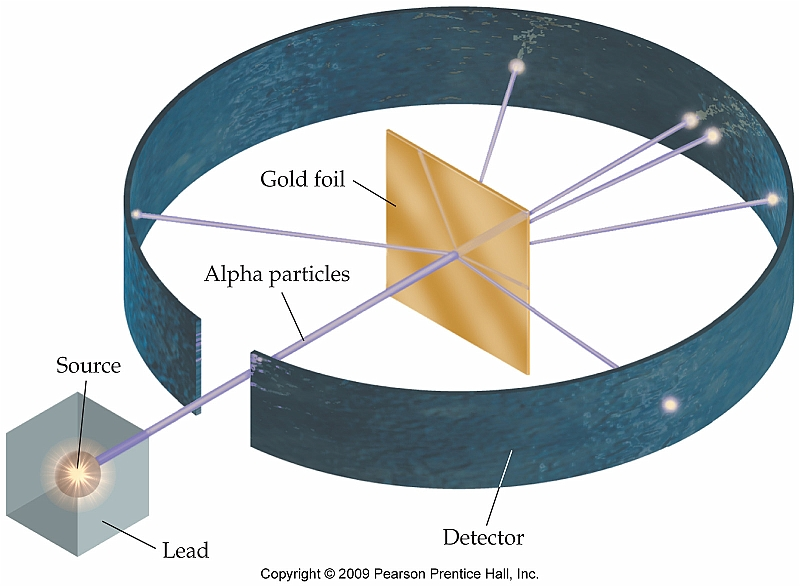 Gold foil
Alpha particles
Source
Lead
Detector
Copyright © 2009 Pearson Prentice Hall, Inc.